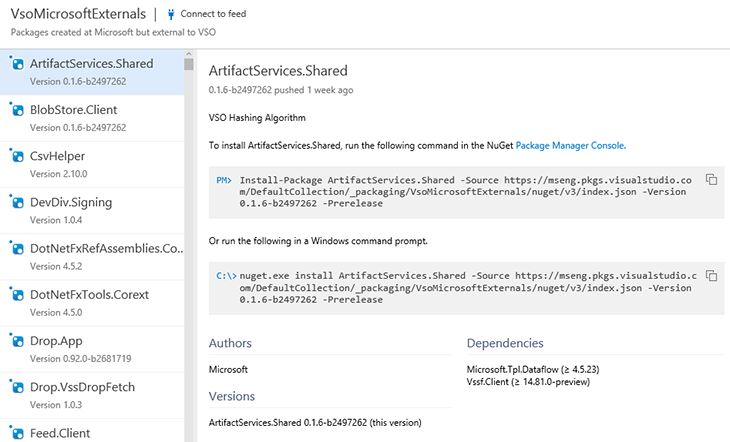 VsoMicrosoftExternals | Connect to feed
Packages created at Microsoft but external to VSO
ArtifactServices.Shared
Version 0.1.6-b2497262
BlobStore.Client
Version 0.1.6-b2497262
CsvHelper
Version 2.10.0
DevDiv.Signing
Version 1.0.4
DotNetFxRefAssemblies.Co...
Version 4.5.2
DotNetFxTools.Corext
Version 4.5.0
Drop.App
Version 0.92.0-b2681719
Drop.VssDropFetch
Version 1.0.3
Feed.Client
ArtifactServices.Shared
0.1.6-b2497262 pushed 1 week ago
VSO Hashing Algorithm
To install ArtifactServices.Shared, run the following command in the NuGet Package Manager Console.
PM> Install-Package ArtifactServices.Shared -Source https://mseng.pkgs.visualstudio.co
m/DefaultCollection/_packaging/VsoMicrosoftExternals/nuget/v3/index.json -Version
0.1.6-b2497262 -Prerelease
Or run the following in a Windows command prompt.
C:\> nuget.exe install ArtifactServices.Shared -Source https://mseng.pkgs.visualstudio.c
om/DefaultCollection/_packaging/VsoMicrosoftExternals/nuget/v3/index.json -Version
0.1.6-b2497262 -Prerelease
Authors
Microsoft
Versions
ArtifactServices.Shared 0.1.6-b2497262 (this version)
Dependencies
Microsoft.Tpl.Dataflow (≥ 4.5.23)
Vssf.Client (≥ 14.81.0-preview)